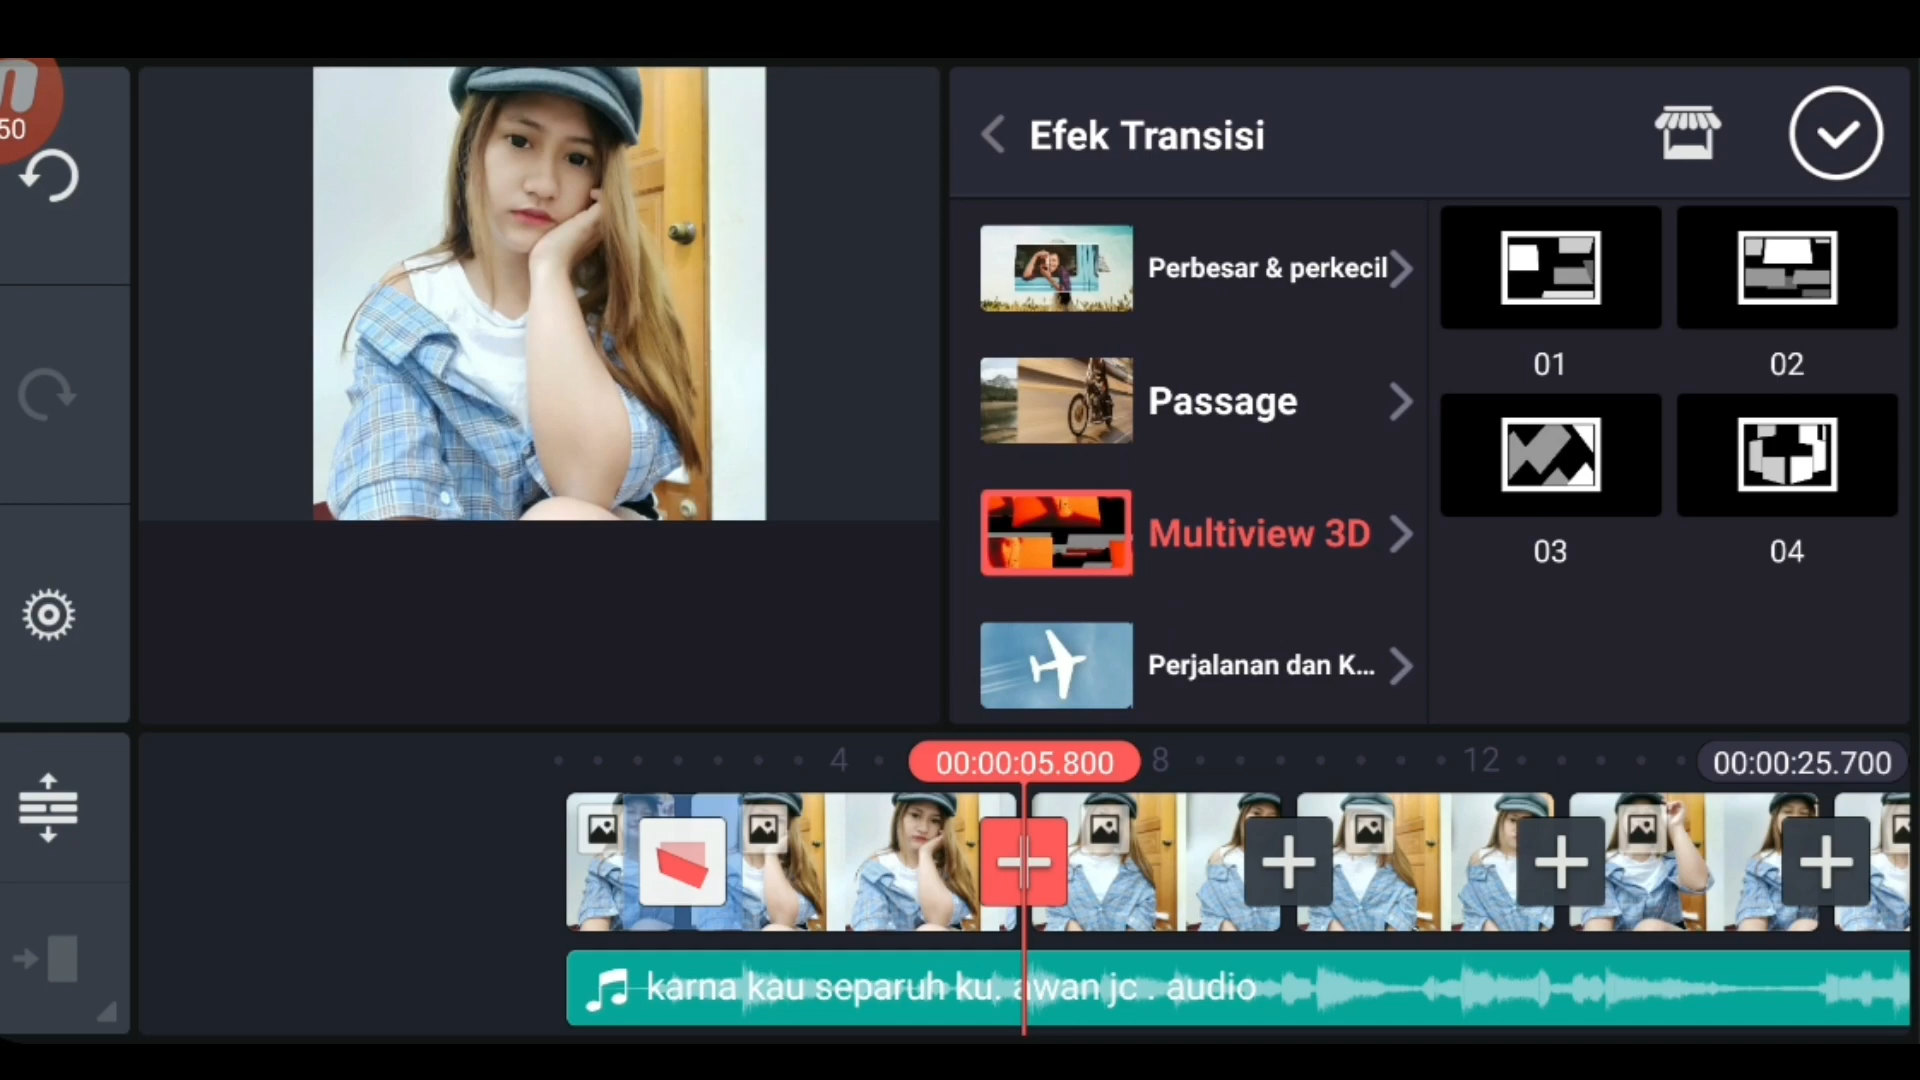 50
Efek Transisi
Perbesar & perkecil
Passage
Multiview 3D
Perjalanan dan K...
01
02
03
04
4
00:00:05.800
8
12
00:00:25.700
karna kau separuh ku. awan jc . audio